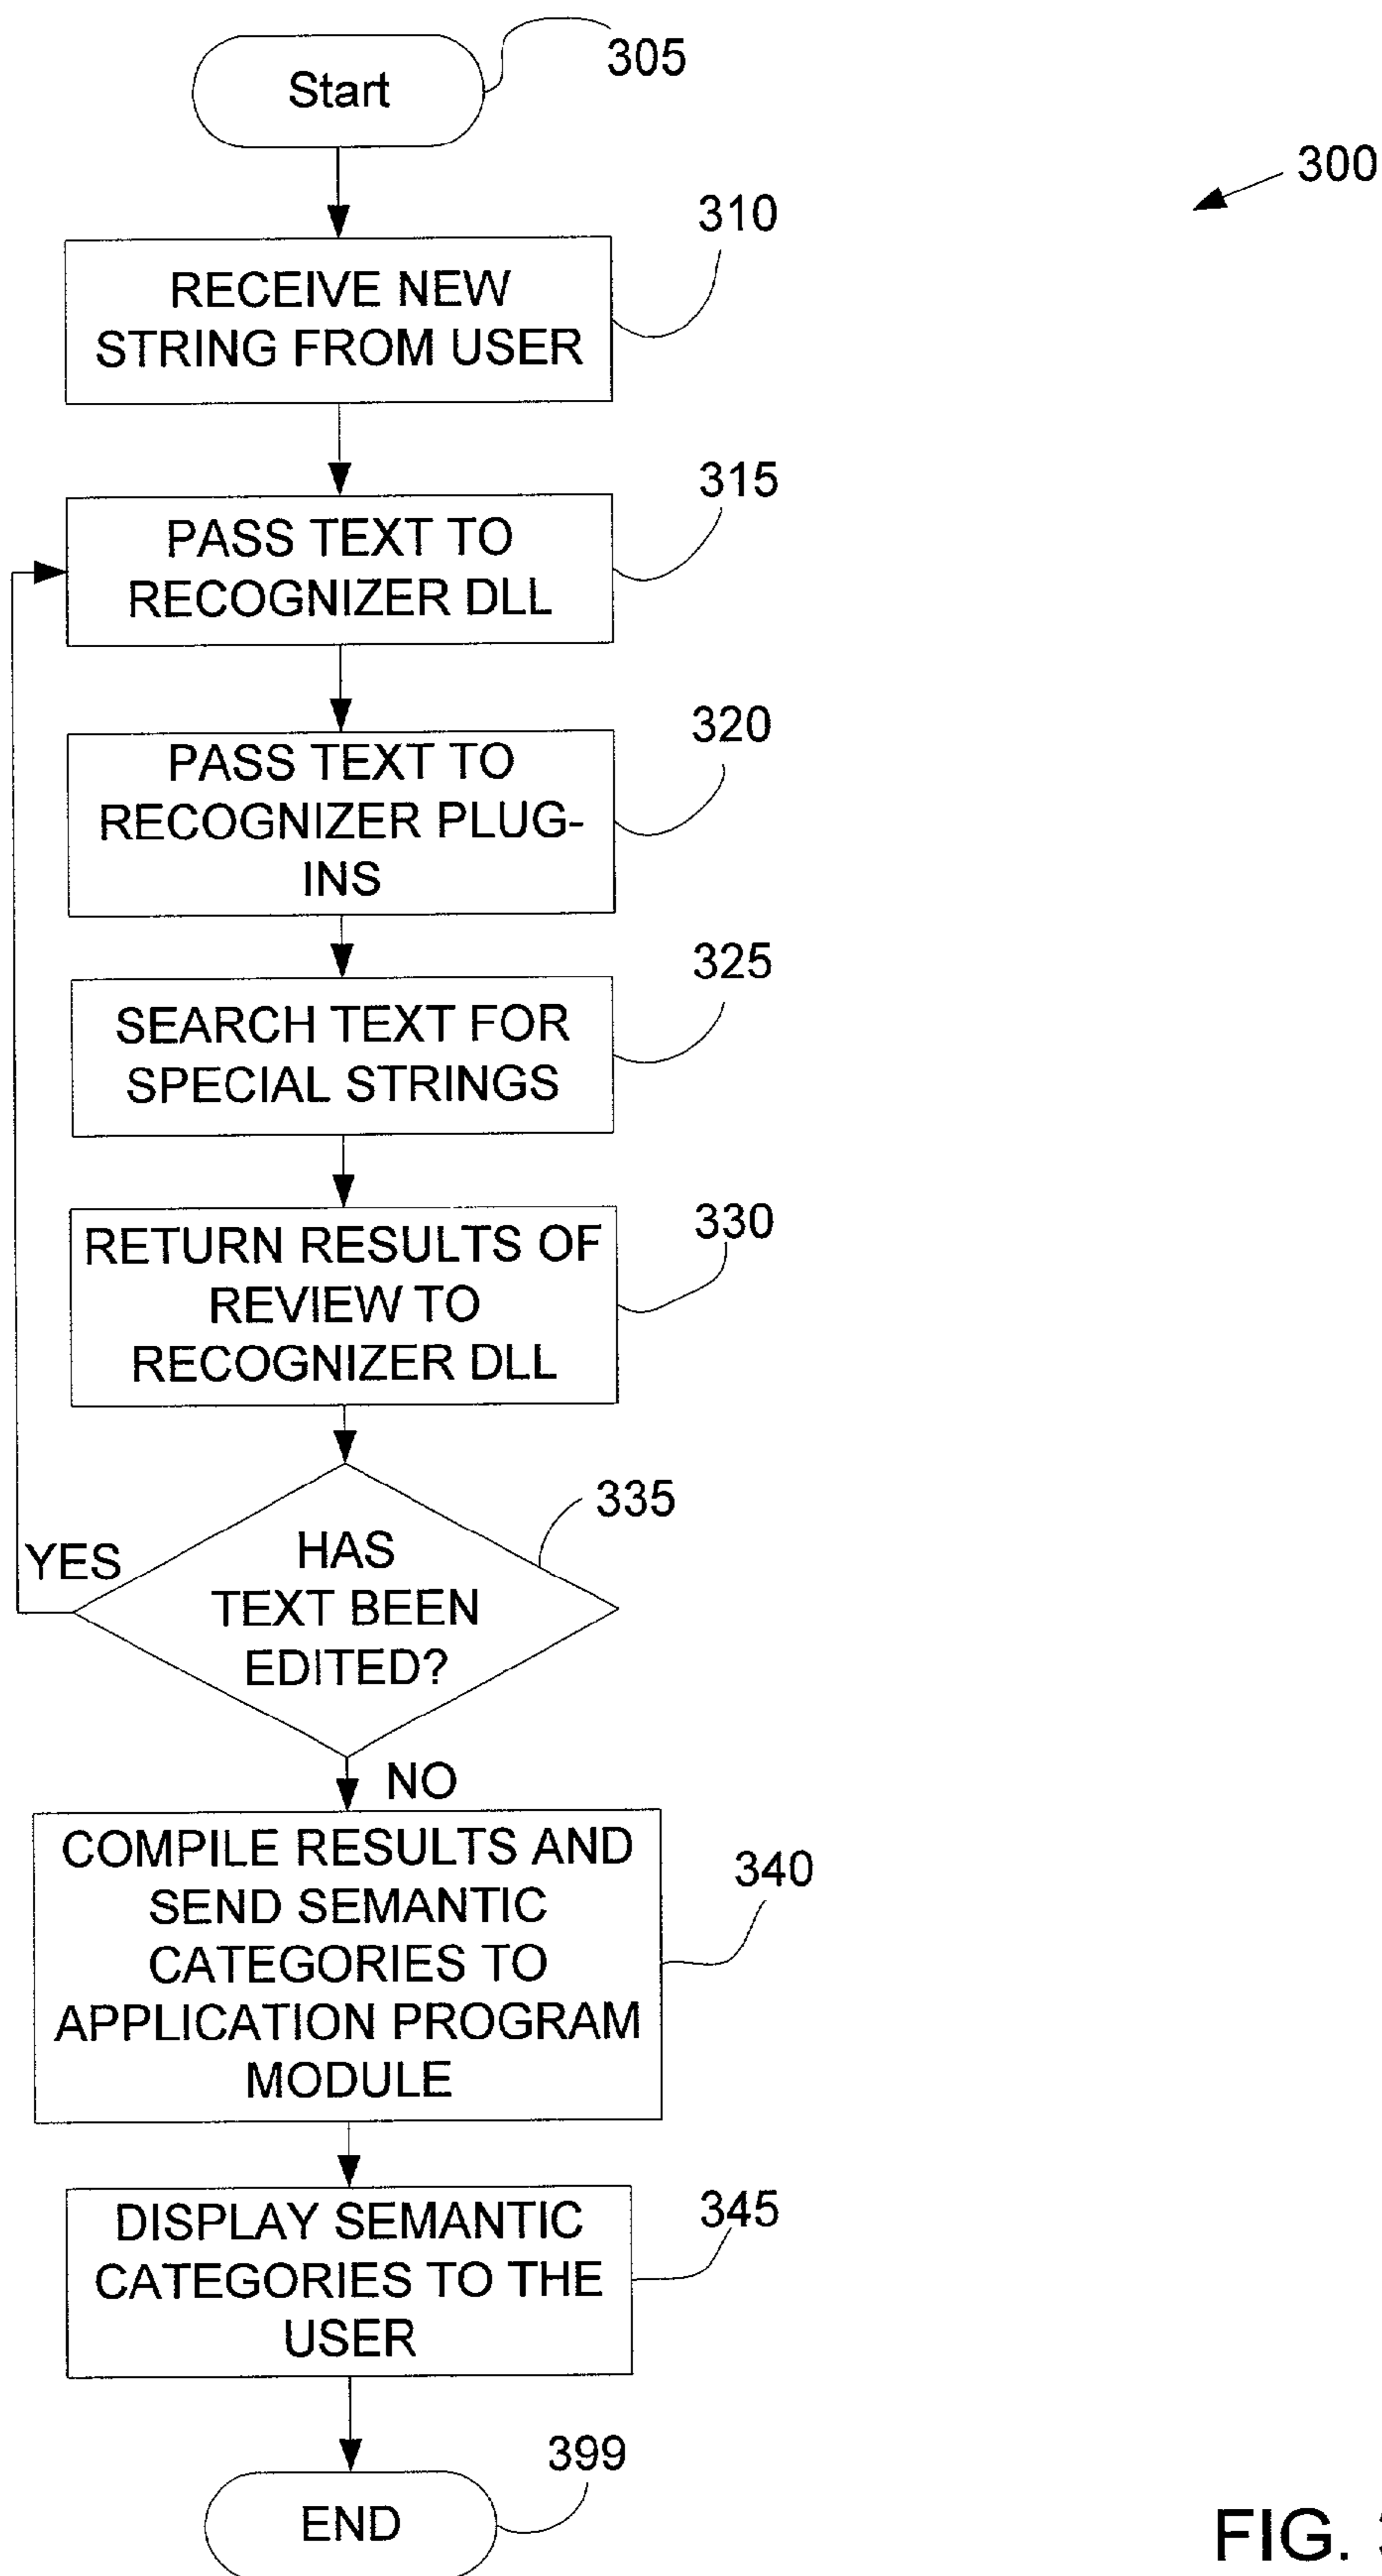 305
Start
300
310
RECEIVE NEW
STRING FROM USER
315
PASS TEXT TO
RECOGNIZER DLL
320
PASS TEXT TO
RECOGNIZER PLUG-
INS
325
SEARCH TEXT FOR
SPECIAL STRINGS
330
RETURN RESULTS OF
REVIEW TO
RECOGNIZER DLL
335
HAS
TEXT BEEN
EDITED?
YES
NO
340
COMPILE RESULTS AND
SEND SEMANTIC
CATEGORIES TO
APPLICATION PROGRAM
MODULE
345
DISPLAY SEMANTIC
CATEGORIES TO THE
USER
399
END
FIG.